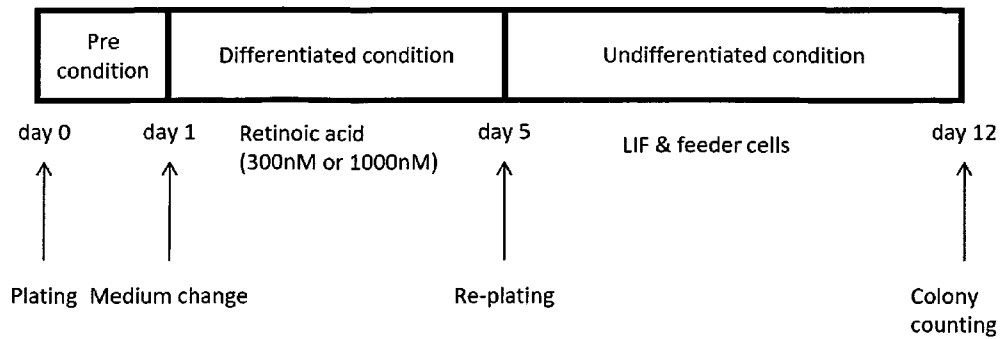 Pre
condition
Differentiated condition
Undifferentiated condition
day 0
day 1
Retinoic acid
(300nM or 1000nM)
day 5
LIF & feeder cells
day 12
Plating
Medium change
Re-plating
Colony
counting